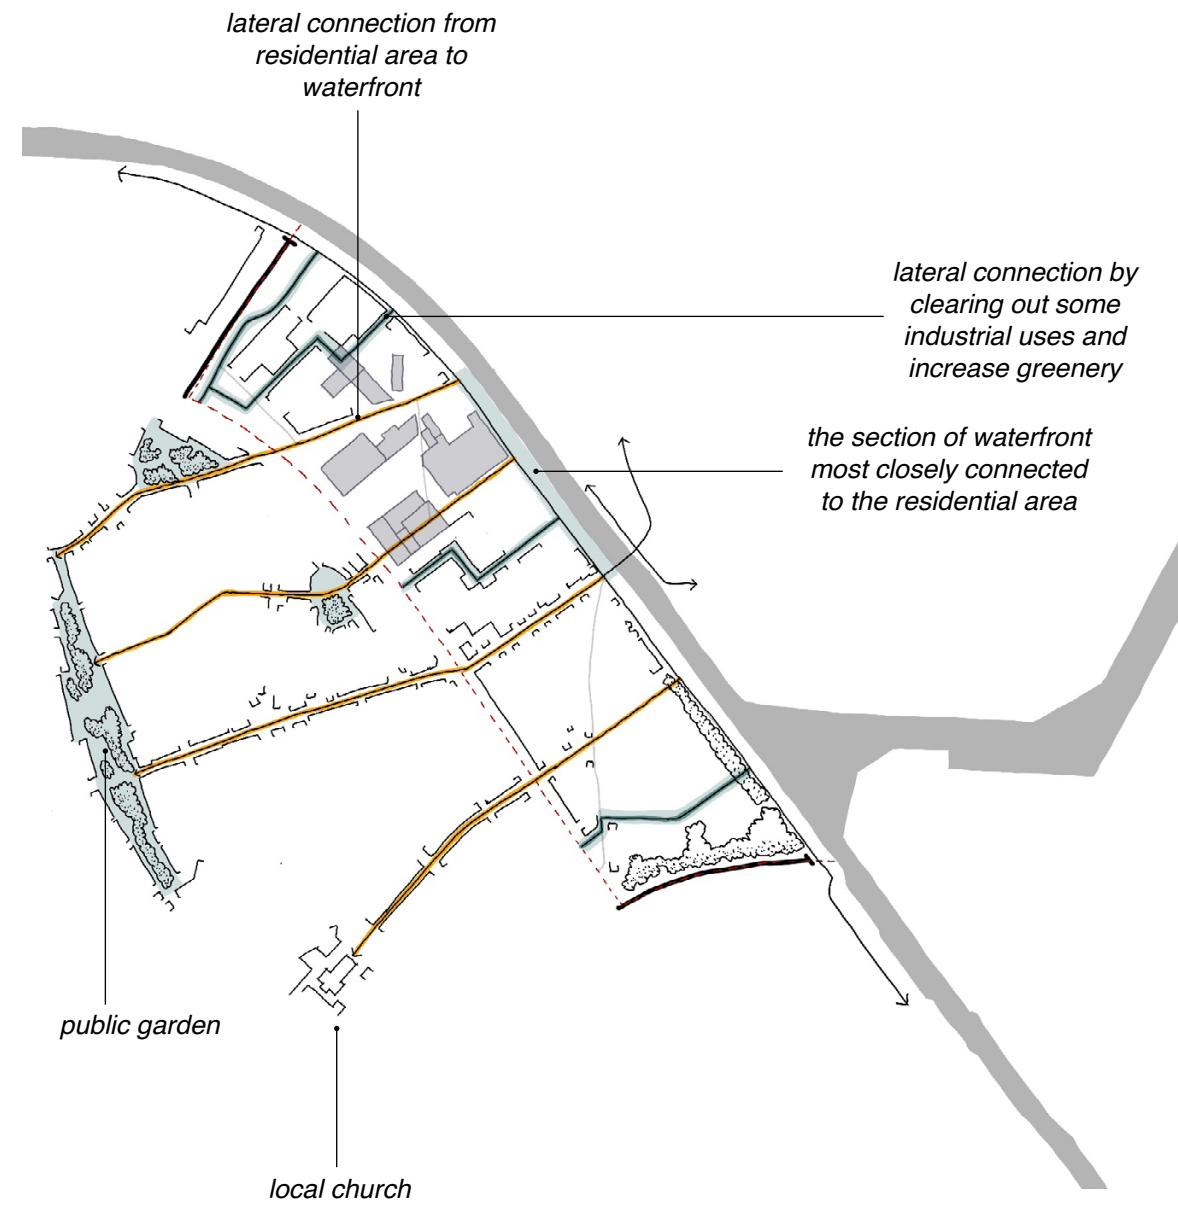 lateral connection from
residential area to
waterfront
lateral connection by
clearing out some
industrial uses and
increase greenery
the section of waterfront
most closely connected
to the residential area
public garden
local church